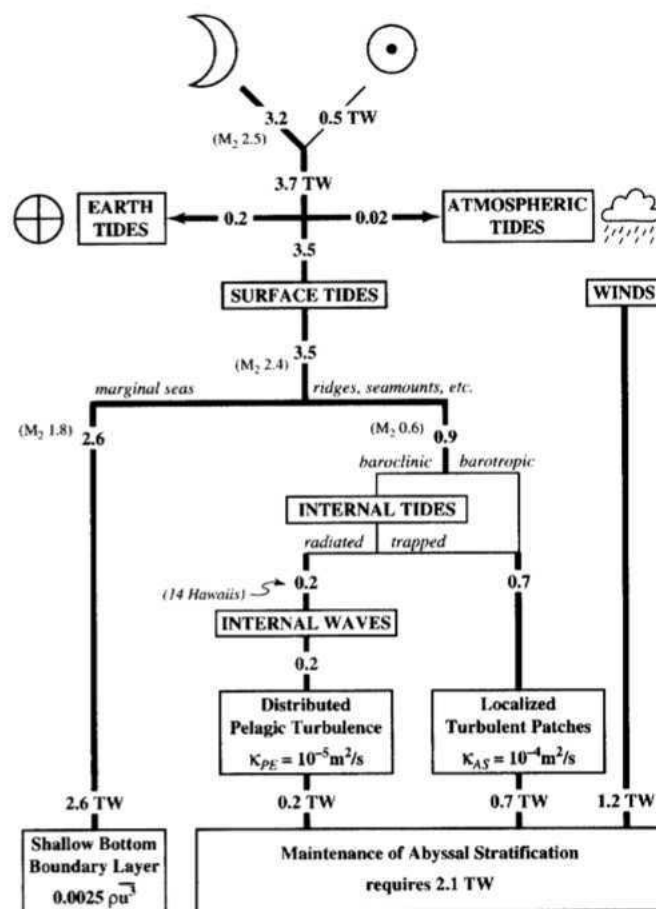 3.2
0.5 TW
(M₂ 2.5)
3.7 TW
EARTH
TIDES
0.2
0.02
ATMOSPHERIC
TIDES
3.5
SURFACE TIDES
WINDS
3.5
(M₂ 2.4)
marginal seas
ridges, seamounts, etc.
(M₂ 1.8)
2.6
(M₂ 0.6)
0.9
baroclinic
barotropic
INTERNAL TIDES
radiated
trapped
(14 Hawaiis)
0.2
0.7
INTERNAL WAVES
0.2
Distributed
Pelagic Turbulence
κ_PE = 10⁻⁵m²/s
Localized
Turbulent Patches
κ_AS = 10⁻⁴m²/s
2.6 TW
0.2 TW
0.7 TW
1.2 TW
Shallow Bottom
Boundary Layer
0.0025 ρu̅³
Maintenance of Abyssal Stratification
requires 2.1 TW